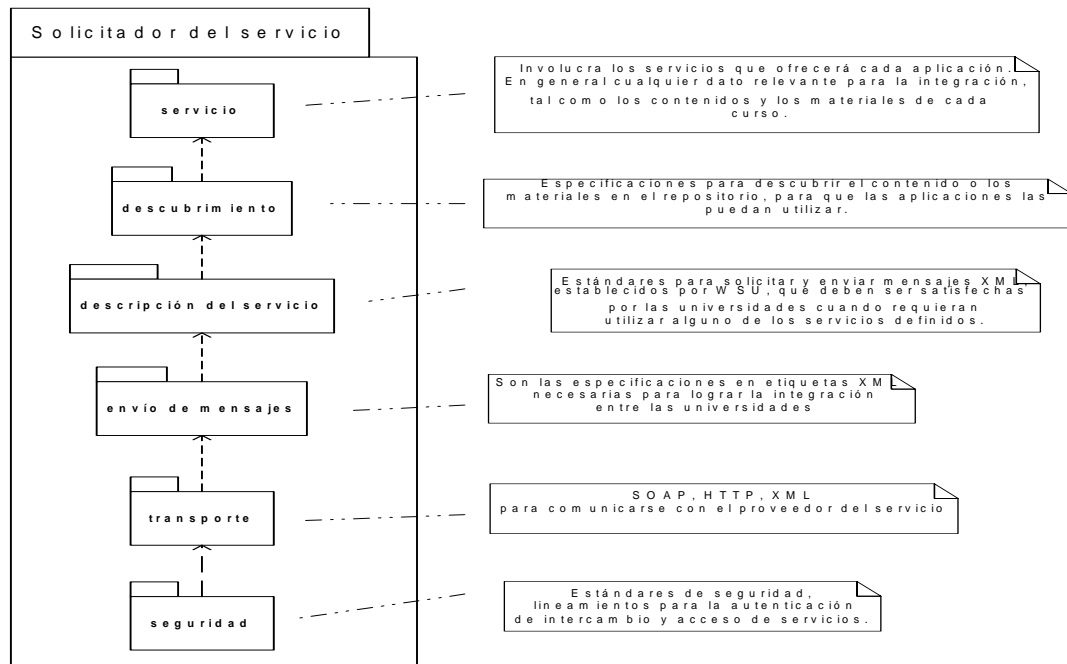 Solicitador del servicio
servicio
Involucra los servicios que ofrecerá cada aplicación.
En general cualquier dato relevante para la integración,
tal como los contenidos y los materiales de cada
curso.
descubrimiento
Especificaciones para descubrir el contenido o los
materiales en el repositorio, para que las aplicaciones las
puedan utilizar.
descripción del servicio
Estándares para solicitar y enviar mensajes XML,
establecidos por WSU, que deben ser satisfechas
por las universidades cuando requieran
utilizar alguno de los servicios definidos.
envío de mensajes
Son las especificaciones en etiquetas XML
necesarias para lograr la integración
entre las universidades
transporte
SOAP, HTTP, XML
para comunicarse con el proveedor del servicio
seguridad
Estándares de seguridad,
lineamientos para la autenticación
de intercambio y acceso de servicios.